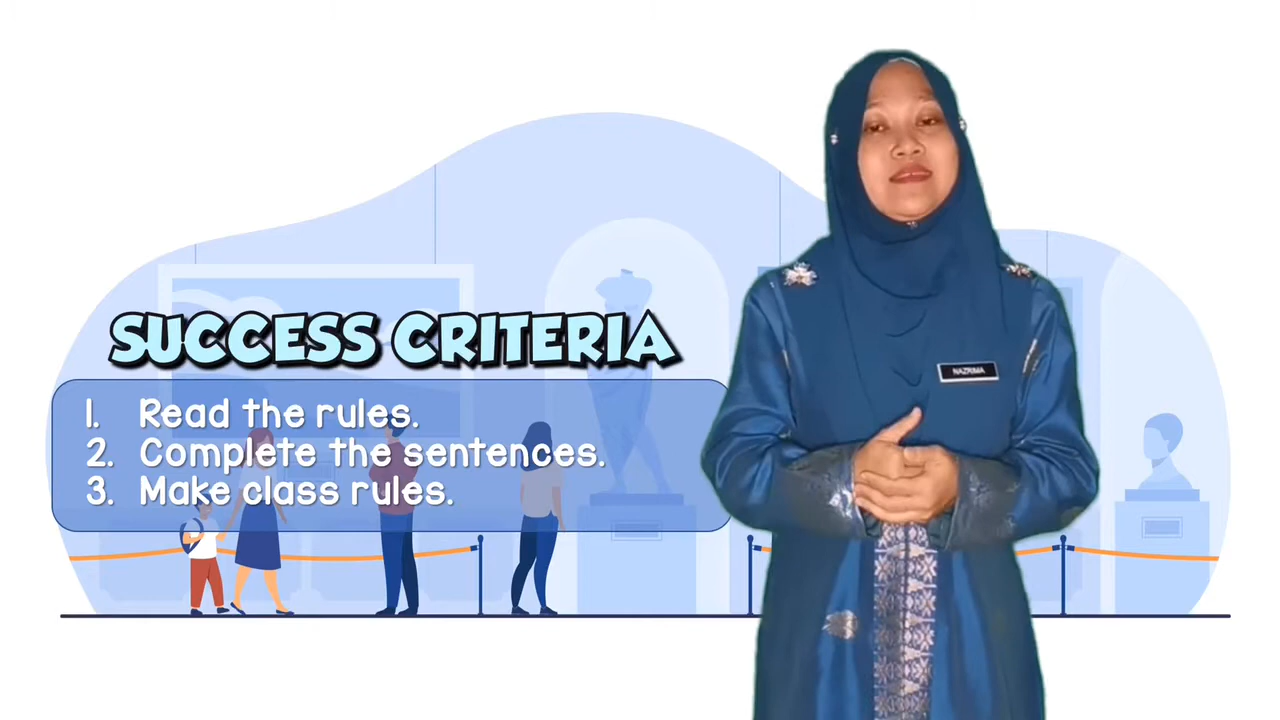 SUCCESS CRITERIA
1. Read the rules.
2. Complete the sentences.
3. Make class rules.
NAZRIMA